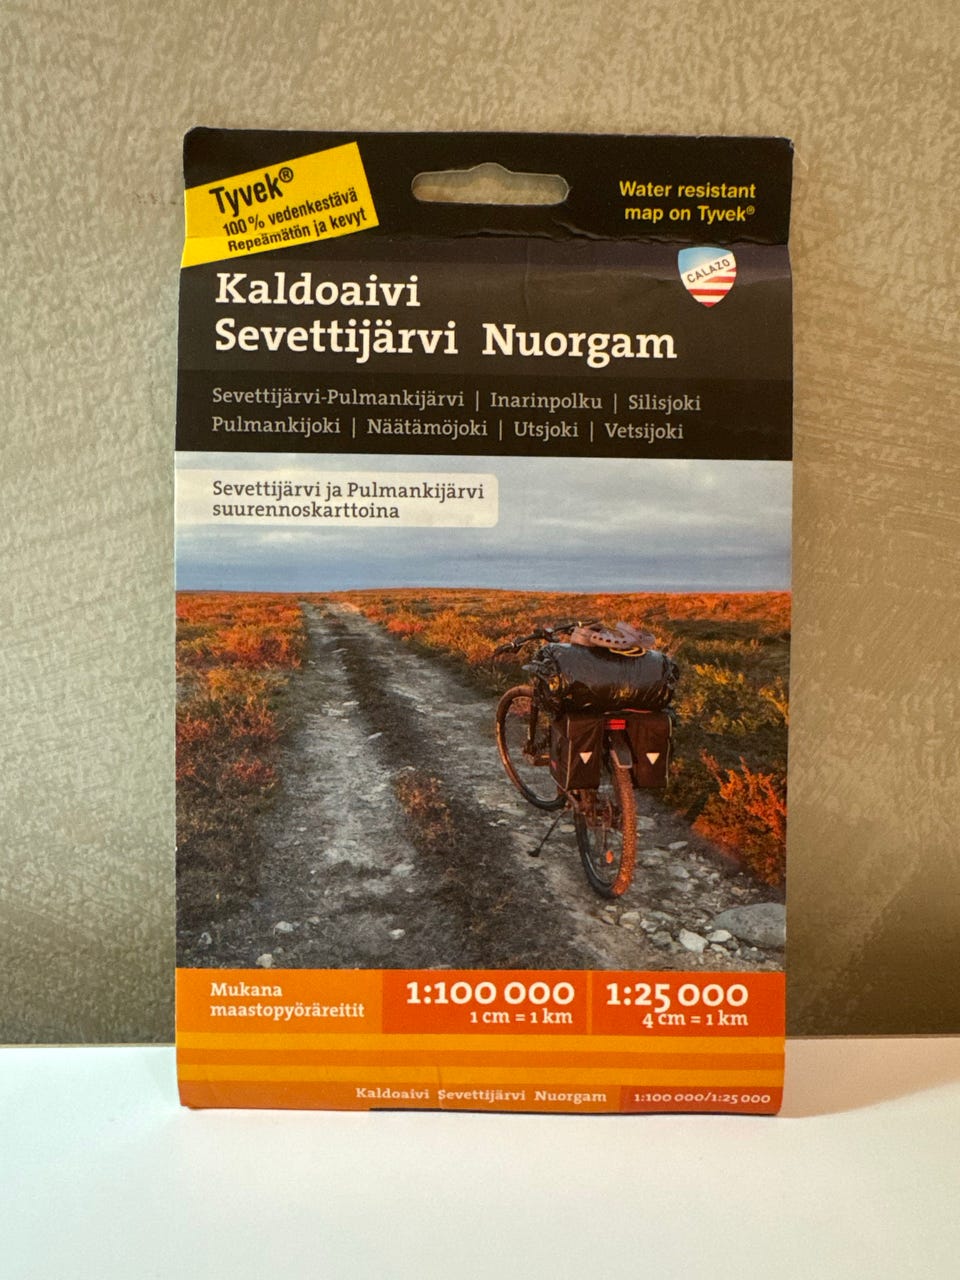 Tyvek®
100% vedenkestävä
Repeämätön ja kevyt
Water resistant
map on Tyvek®
CALAZO
Kaldoaivi
Sevettijärvi Nuorgam
Sevettijärvi-Pulmankijärvi | Inarinpolku | Silisjoki
Pulmankijoki | Näätämöjoki | Utsjoki | Vetsijoki
Sevettijärvi ja Pulmankijärvi
suurennoskarttoina
Mukana
maastopyöräreitit
1:100 000
1 cm = 1 km
1:25 000
4 cm = 1 km
Kaldoaivi Sevettijärvi Nuorgam 1:100 000/1:25 000